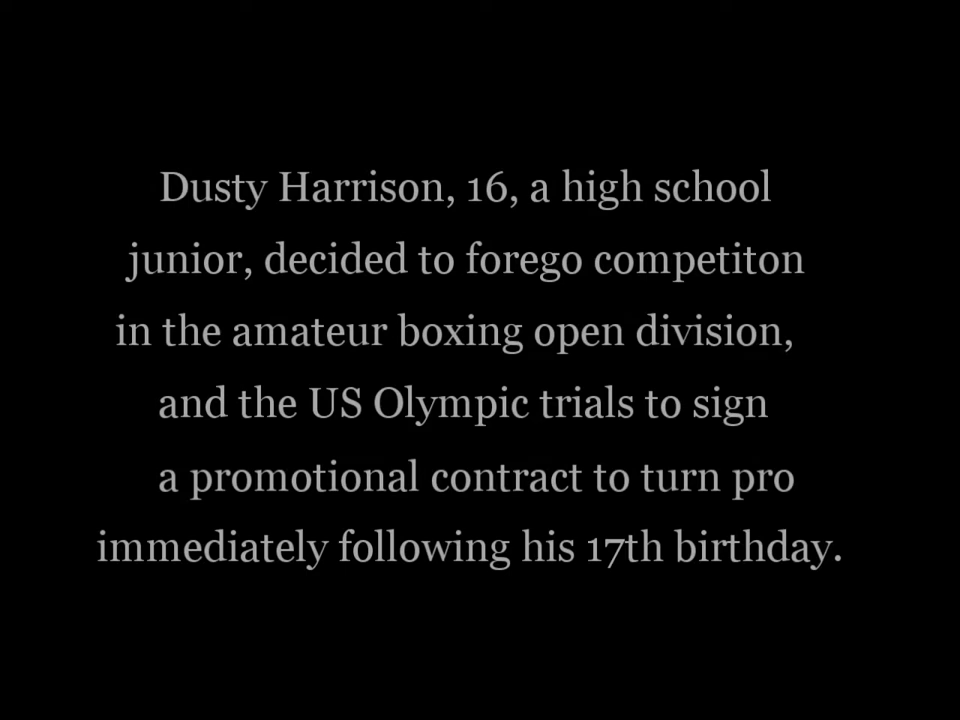 Dusty Harrison, 16, a high school
junior, decided to forego competiton
in the amateur boxing open division,
and the US Olympic trials to sign
a promotional contract to turn pro
immediately following his 17th birthday.